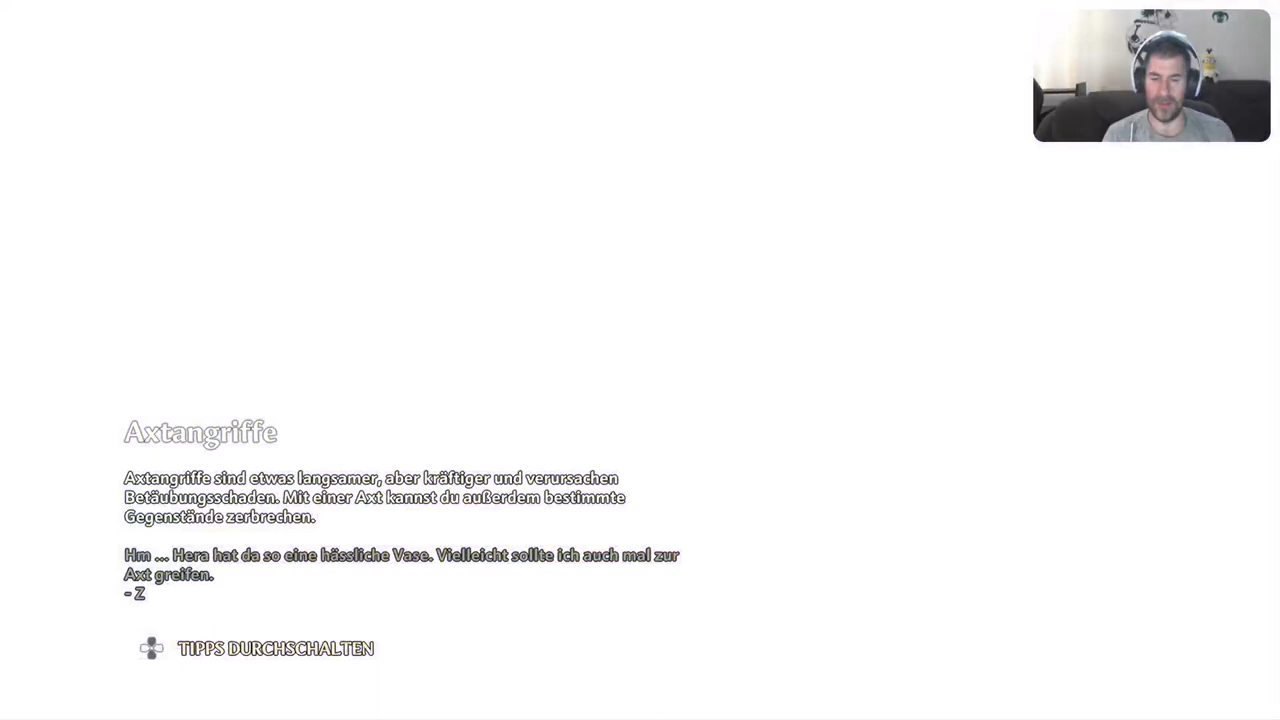 Axtangriffe
Axtangriffe sind etwas langsamer, aber kräftiger und verursachen
Betäubungsschaden. Mit einer Axt kannst du außerdem bestimmte
Gegenstände zerbrechen.
Hm ... Hera hat da so eine hässliche Vase. Vielleicht sollte ich auch mal zur
Axt greifen.
- Z
TIPPS DURCHSCHALTEN